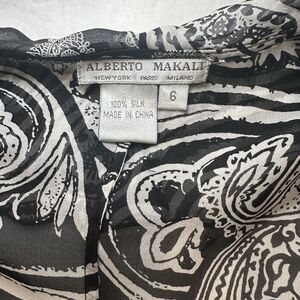 ALBERTO MAKALI
NEW YORK PARIS MILANO
100% SILK
MADE IN CHINA
6